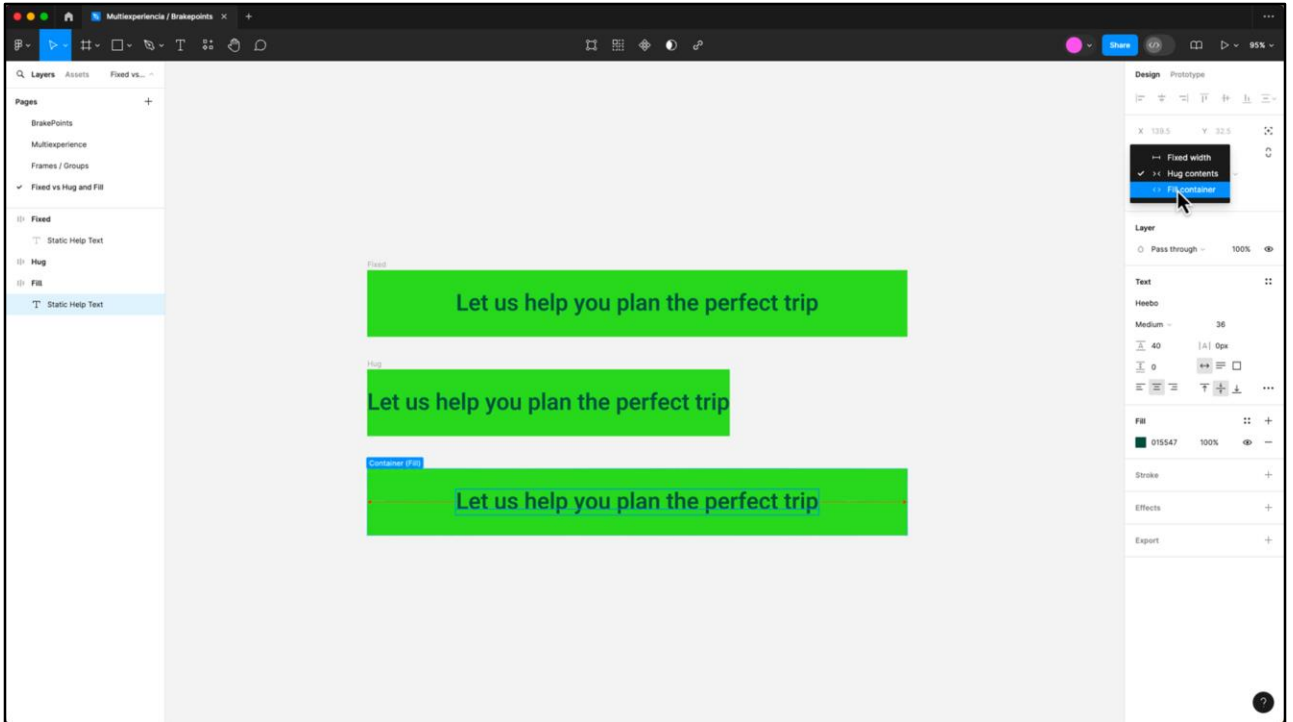 Multiexperiencia / Brakepoints
Share
95%
Layers Assets Fixed vs...
Pages
BrakePoints
Multiexperience
Frames / Groups
Fixed vs Hug and Fill
Fixed
Static Help Text
Hug
Fill
Static Help Text
Fixed
Let us help you plan the perfect trip
Hug
Let us help you plan the perfect trip
Container (Fill)
Let us help you plan the perfect trip
Design Prototype
X 139.5 Y 32.5
Fixed width
Hug contents
Fill container
Layer
Pass through 100%
Text
Heebo
Medium 36
40 |A| 0px
0
Fill
015547 100%
Stroke
Effects
Export
?